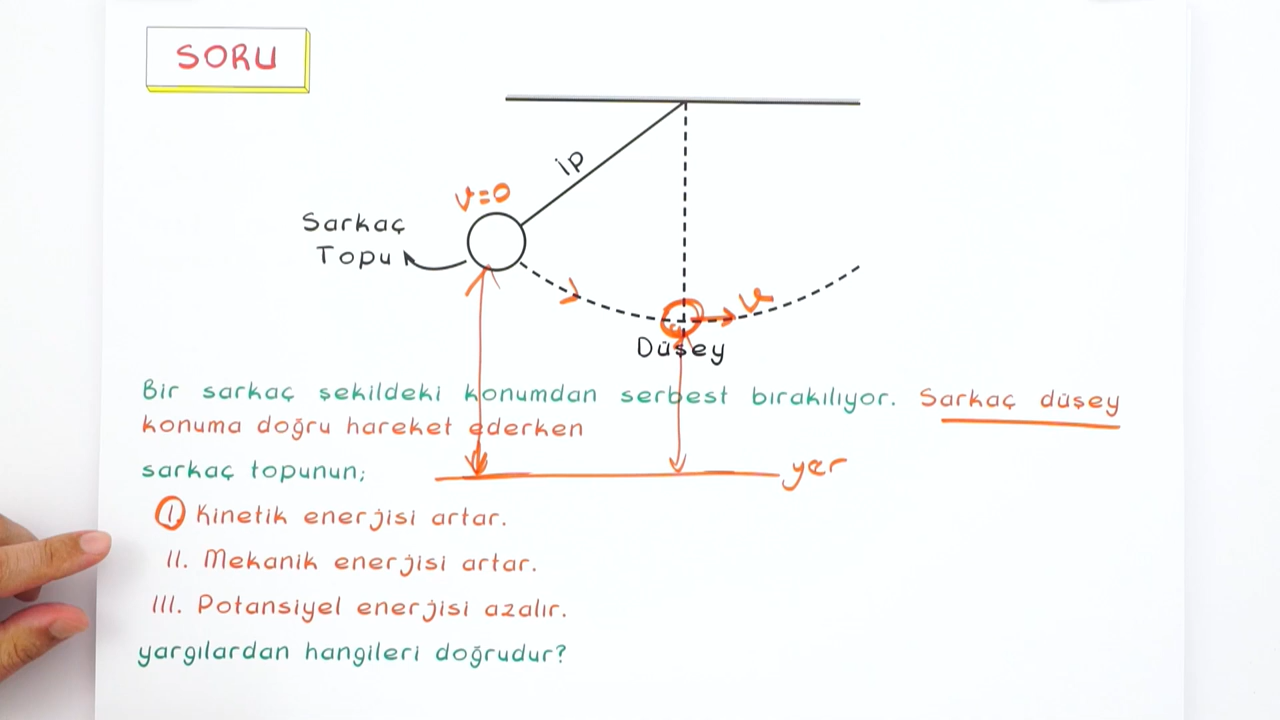 SORU
İp
v=0
Sarkaç
Topu
v
Düşey
Bir sarkaç şekildeki konumdan serbest bırakılıyor. Sarkaç düşey
konuma doğru hareket ederken
yer
sarkaç topunun;
I. Kinetik enerjisi artar.
II. Mekanik enerjisi artar.
III. Potansiyel enerjisi azalır.
yargılardan hangileri doğrudur?